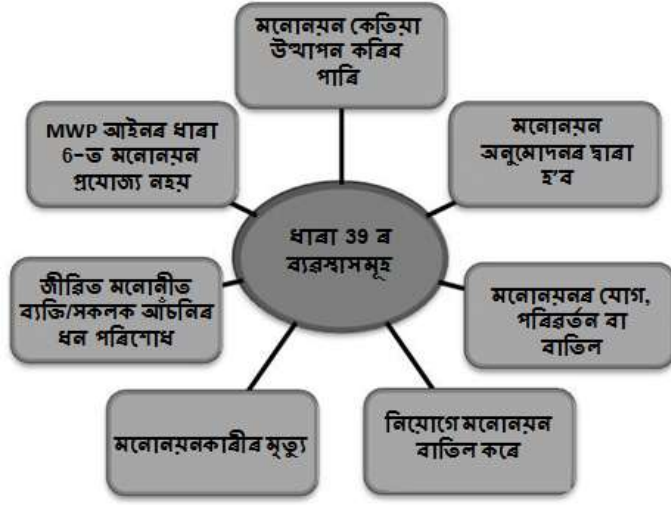 মনোনয়ন কেতিয়া
উত্থাপন কৰিব
পাৰি
MWP আইনৰ ধাৰা
6-ত মনোনয়ন
প্ৰযোজ্য নহয়
মনোনয়ন
অনুমোদনৰ দ্বাৰা
হ'ব
ধাৰা 39 ৰ
ব্যৱস্থাসমূহ
জীৱিত মনোনীত
ব্যক্তি/সকলক আঁচনিৰ
ধন পৰিশোধ
মনোনয়নৰ যোগ,
পৰিৱৰ্তন বা
বাতিল
মনোনয়নকাৰীৰ মৃত্যু
নিয়োগে মনোনয়ন
বাতিল কৰে